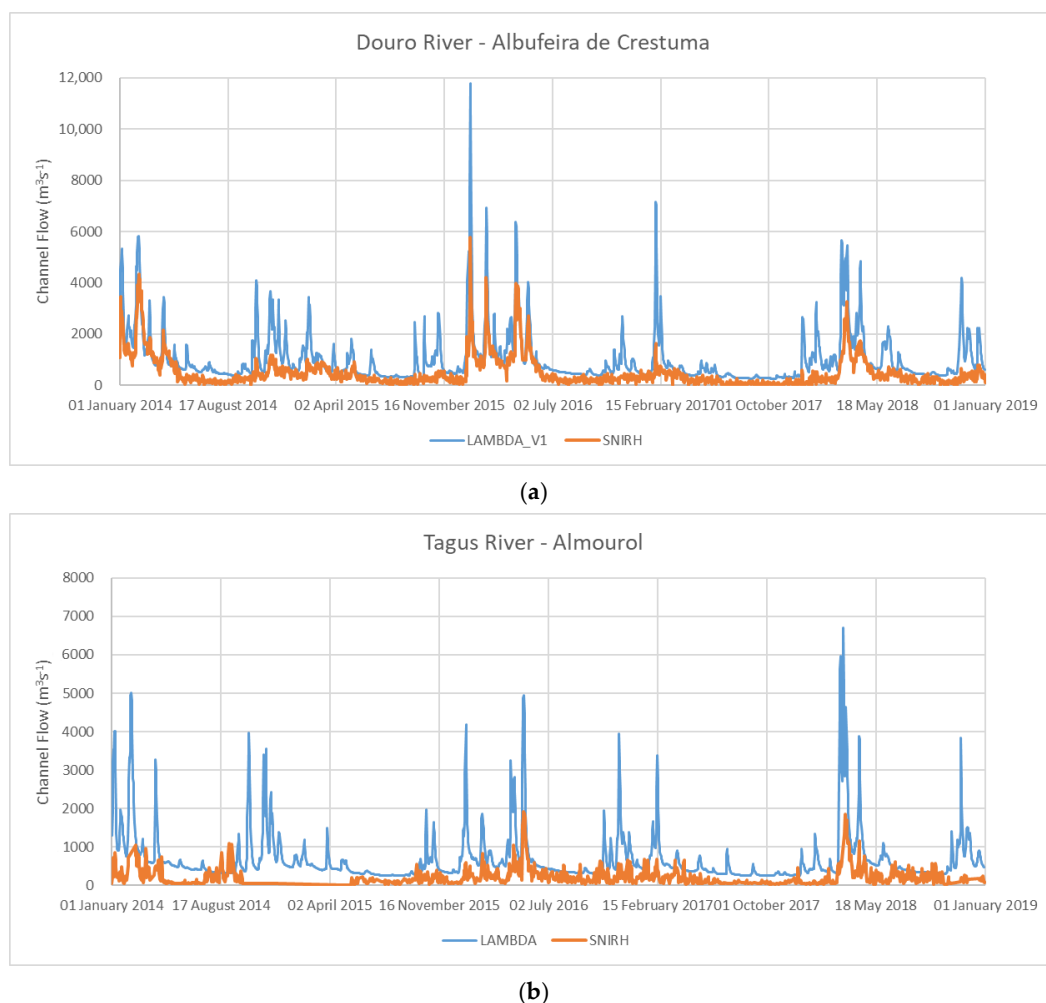 Douro River - Albufeira de Crestuma
Channel Flow (m³s⁻¹)
12,000
10,000
8000
6000
4000
2000
0
01 January 2014 17 August 2014 02 April 2015 16 November 2015 02 July 2016 15 February 2017 01 October 2017 18 May 2018 01 January 2019
LAMBDA_V1 SNIRH
(a)
Tagus River - Almourol
Channel Flow (m³s⁻¹)
8000
7000
6000
5000
4000
3000
2000
1000
0
01 January 2014 17 August 2014 02 April 2015 16 November 2015 02 July 2016 15 February 2017 01 October 2017 18 May 2018 01 January 2019
LAMBDA SNIRH
(b)